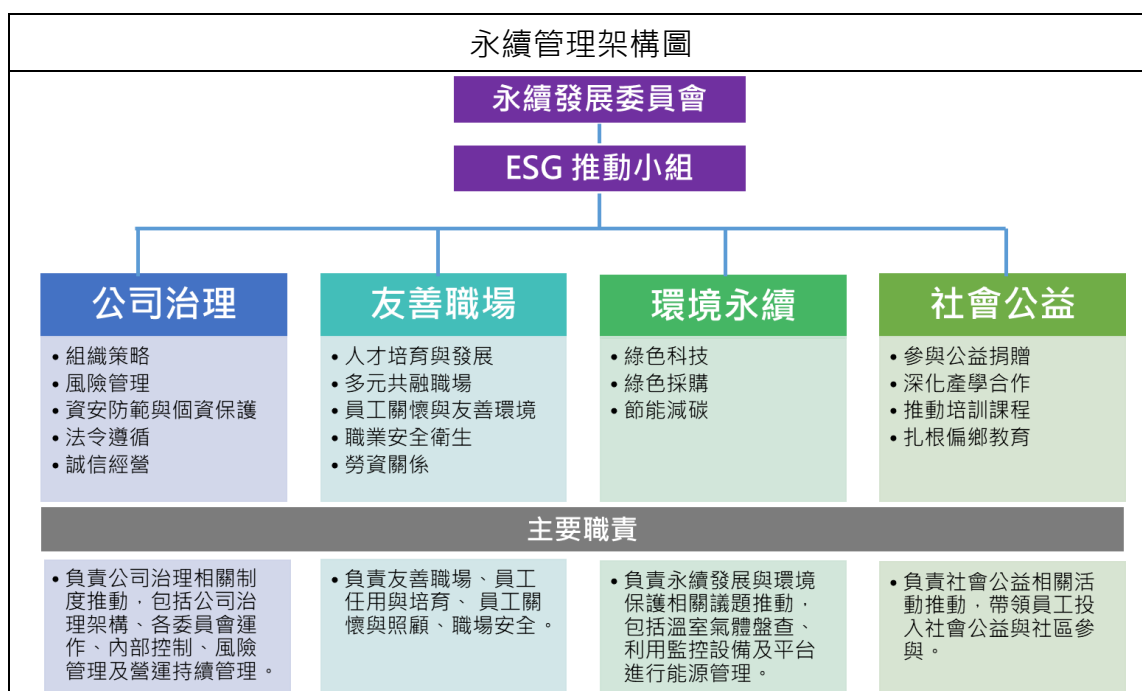 永續管理架構圖
永續發展委員會
ESG 推動小組
公司治理
• 組織策略
• 風險管理
• 資安防範與個資保護
• 法令遵循
• 誠信經營
友善職場
• 人才培育與發展
• 多元共融職場
• 員工關懷與友善環境
• 職業安全衛生
• 勞資關係
環境永續
• 綠色科技
• 綠色採購
• 節能減碳
社會公益
• 參與公益捐贈
• 深化產學合作
• 推動培訓課程
• 扎根偏鄉教育
主要職責
• 負責公司治理相關制
度推動，包括公司治
理架構、各委員會運
作、內部控制、風險
管理及營運持續管理。
• 負責友善職場、員工
任用與培育、 員工關
懷與照顧、職場安全。
• 負責永續發展與環境
保護相關議題推動，
包括溫室氣體盤查、
利用監控設備及平台
進行能源管理。
• 負責社會公益相關活
動推動，帶領員工投
入社會公益與社區參
與。